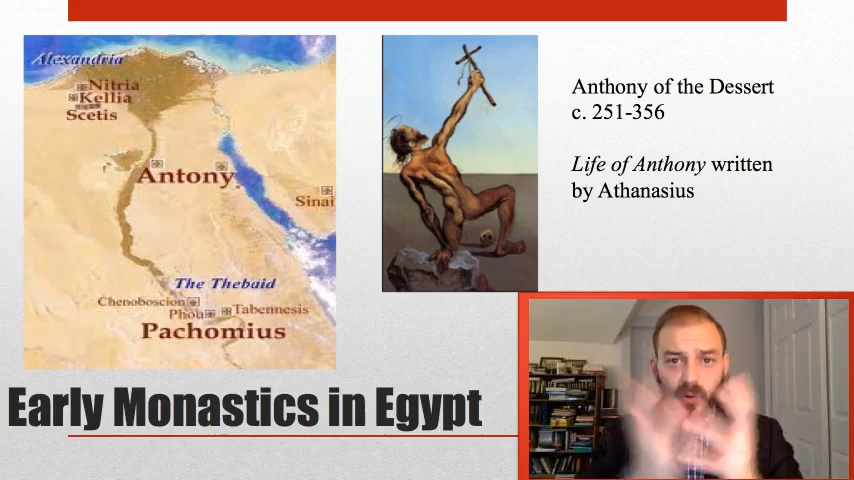 Alexandria
Nitria
Kellia
Scetis
Antony
Sinai
The Thebaid
Chenoboscion
Phou
Tabennesis
Pachomius
Anthony of the Dessert
c. 251-356
Life of Anthony written
by Athanasius
Early Monastics in Egypt